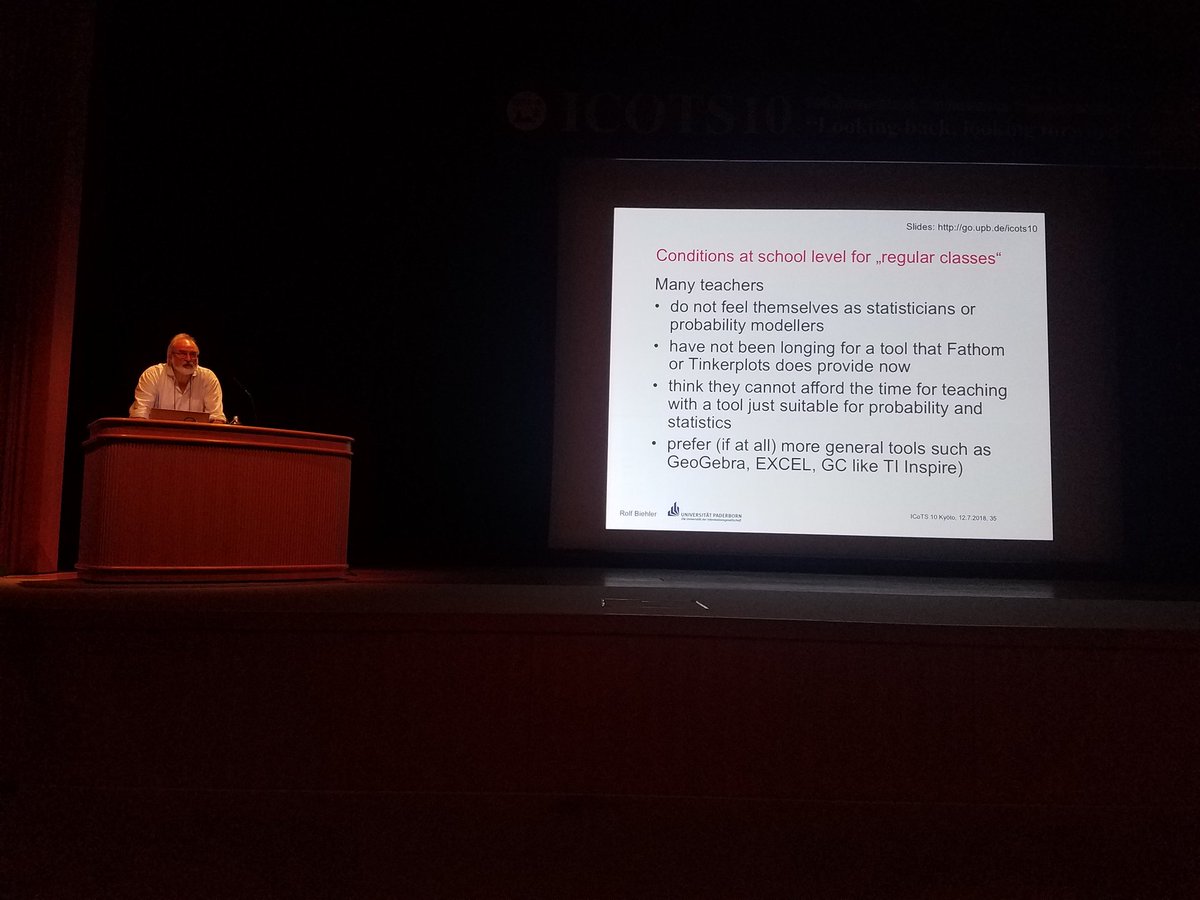 ICOTS10
"Looking back, looking forward"
Slides: http://go.upb.de/icots10
Conditions at school level for „regular classes“
Many teachers
• do not feel themselves as statisticians or
probability modellers
• have not been longing for a tool that Fathom
or Tinkerplots does provide now
• think they cannot afford the time for teaching
with a tool just suitable for probability and
statistics
• prefer (if at all) more general tools such as
GeoGebra, EXCEL, GC like TI Inspire)
Rolf Biehler
UNIVERSITÄT PADERBORN
ICoTS 10 Kyoto, 12.7.2018, 35